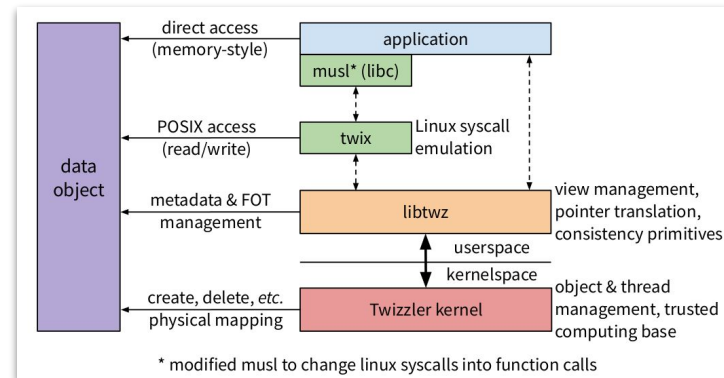 direct access
(memory-style)
application
musl* (libc)
POSIX access
(read/write)
twix
Linux syscall
emulation
data
object
metadata & FOT
management
libtwz
view management,
pointer translation,
consistency primitives
userspace
kernelspace
create, delete, etc.
physical mapping
Twizzler kernel
object & thread
management, trusted
computing base
* modified musl to change linux syscalls into function calls